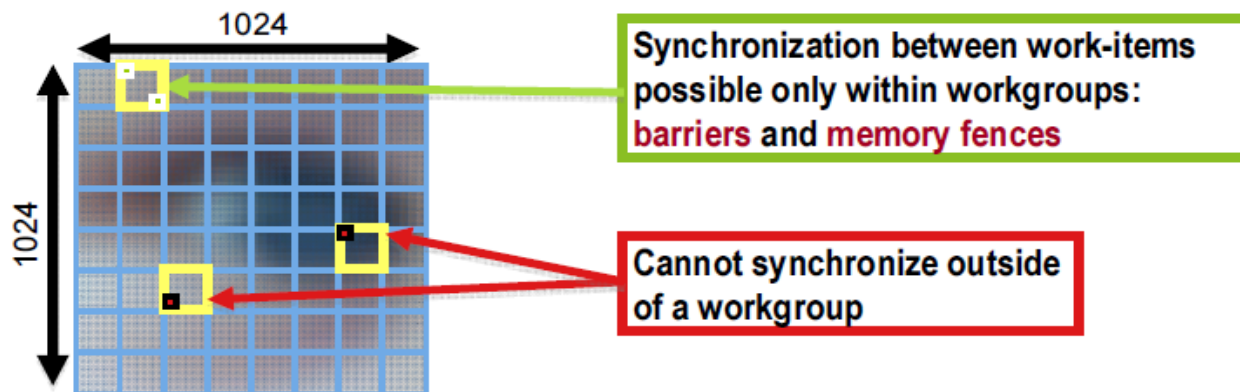 1024
1024
Synchronization between work-items
possible only within workgroups:
barriers and memory fences
Cannot synchronize outside
of a workgroup